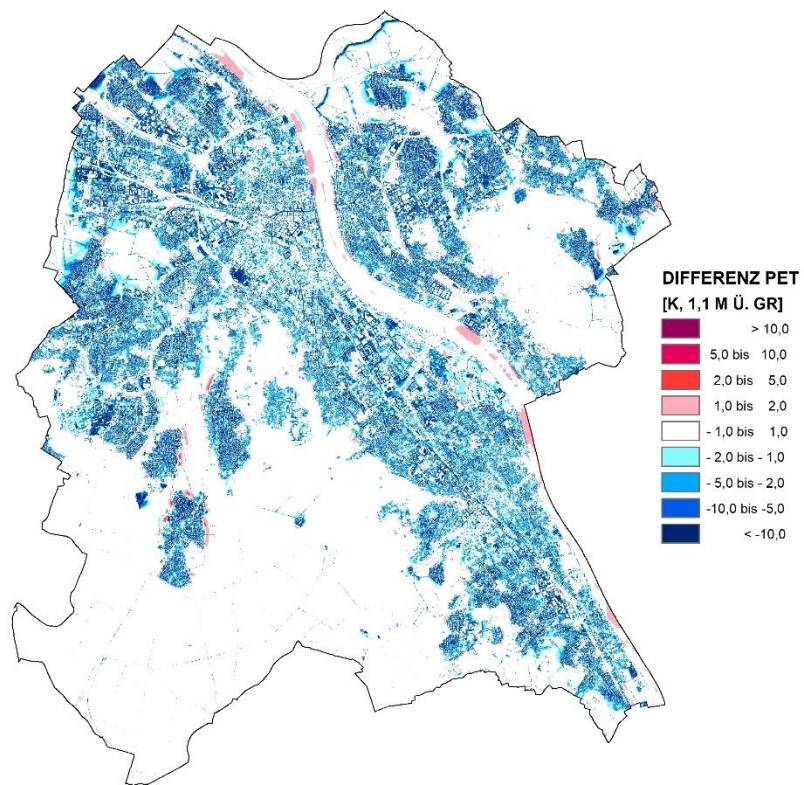 DIFFERENZ PET
[K, 1,1 M Ü. GR]
> 10,0
5,0 bis 10,0
2,0 bis 5,0
1,0 bis 2,0
- 1,0 bis 1,0
- 2,0 bis - 1,0
- 5,0 bis - 2,0
-10,0 bis -5,0
< -10,0